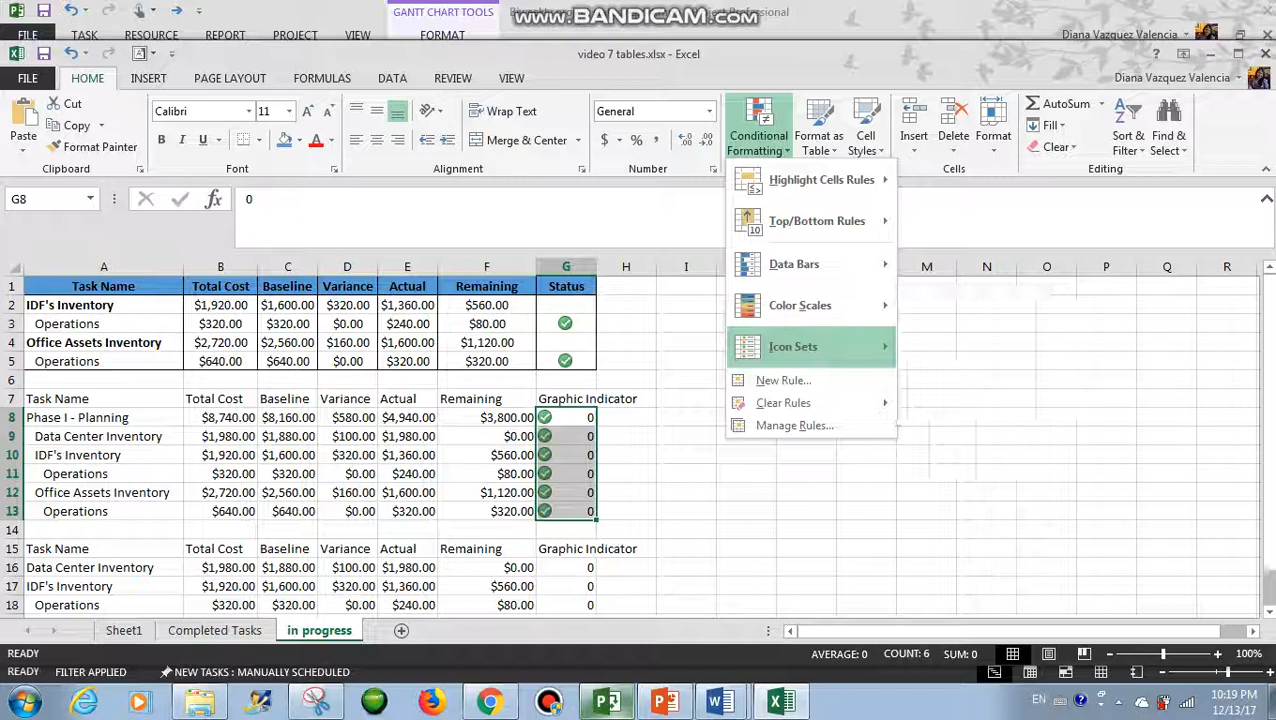 GANTT CHART TOOLS
www.BANDICAM.com
Professional
FILE TASK RESOURCE REPORT PROJECT VIEW FORMAT Diana Vazquez Valencia
video 7 tables.xlsx - Excel
FILE HOME INSERT PAGE LAYOUT FORMULAS DATA REVIEW VIEW Diana Vazquez Valencia
Paste Cut Copy Format Painter
Calibri 11 Wrap Text General
B I U Merge & Center $ % ,
Conditional Formatting Format as Table Cell Styles Insert Delete Format
AutoSum Fill Clear Sort & Filter Find & Select
Clipboard Font Alignment Number Cells Editing
Highlight Cells Rules
Top/Bottom Rules
Data Bars
Color Scales
Icon Sets
New Rule...
Clear Rules
Manage Rules...
G8 fx 0
A B C D E F G H I M N O P Q R
1 Task Name Total Cost Baseline Variance Actual Remaining Status
2 IDF's Inventory $1,920.00 $1,600.00 $320.00 $1,360.00 $560.00
3 Operations $320.00 $320.00 $0.00 $240.00 $80.00
4 Office Assets Inventory $2,720.00 $2,560.00 $160.00 $1,600.00 $1,120.00
5 Operations $640.00 $640.00 $0.00 $320.00 $320.00
6
7 Task Name Total Cost Baseline Variance Actual Remaining Graphic Indicator
8 Phase I - Planning $8,740.00 $8,160.00 $580.00 $4,940.00 $3,800.00 0
9 Data Center Inventory $1,980.00 $1,880.00 $100.00 $1,980.00 $0.00 0
10 IDF's Inventory $1,920.00 $1,600.00 $320.00 $1,360.00 $560.00 0
11 Operations $320.00 $320.00 $0.00 $240.00 $80.00 0
12 Office Assets Inventory $2,720.00 $2,560.00 $160.00 $1,600.00 $1,120.00 0
13 Operations $640.00 $640.00 $0.00 $320.00 $320.00 0
14
15 Task Name Total Cost Baseline Variance Actual Remaining Graphic Indicator
16 Data Center Inventory $1,980.00 $1,880.00 $100.00 $1,980.00 $0.00 0
17 IDF's Inventory $1,920.00 $1,600.00 $320.00 $1,360.00 $560.00 0
18 Operations $320.00 $320.00 $0.00 $240.00 $80.00 0
Sheet1 Completed Tasks in progress
READY AVERAGE: 0 COUNT: 6 SUM: 0 100%
READY FILTER APPLIED NEW TASKS : MANUALLY SCHEDULED
EN 10:19 PM
12/13/17